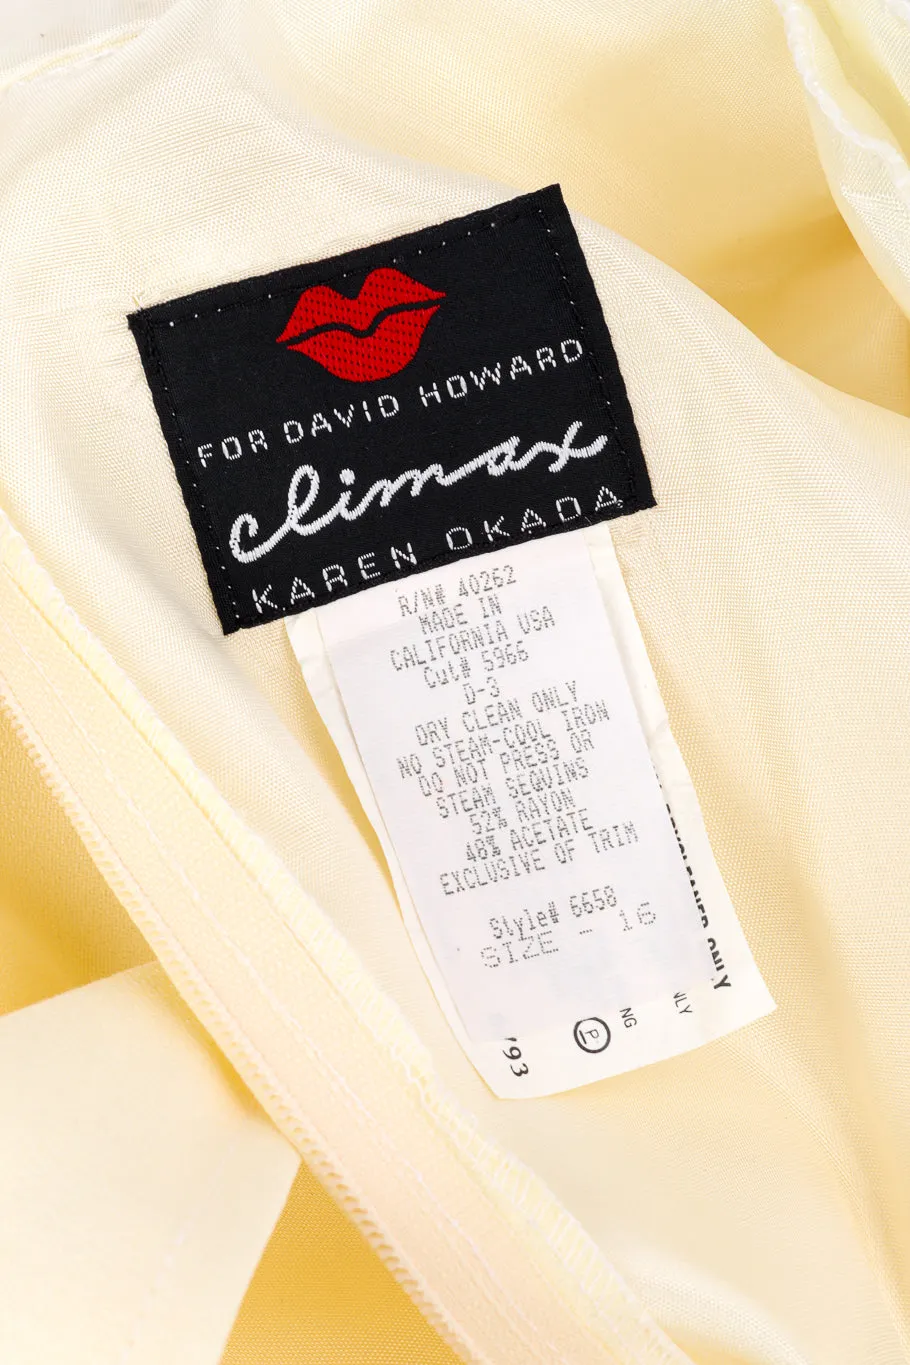 FOR DAVID HOWARD
climax
KAREN OKADA
R/N# 40262
MADE IN
CALIFORNIA USA
Cut# 5966
D-3
DRY CLEAN ONLY
NO STEAM-COOL IRON
DO NOT PRESS OR
STEAM SEQUINS
52% RAYON
48% ACETATE
EXCLUSIVE OF TRIM
Style# 6658
SIZE - 16
ONLY
'93
P
NG